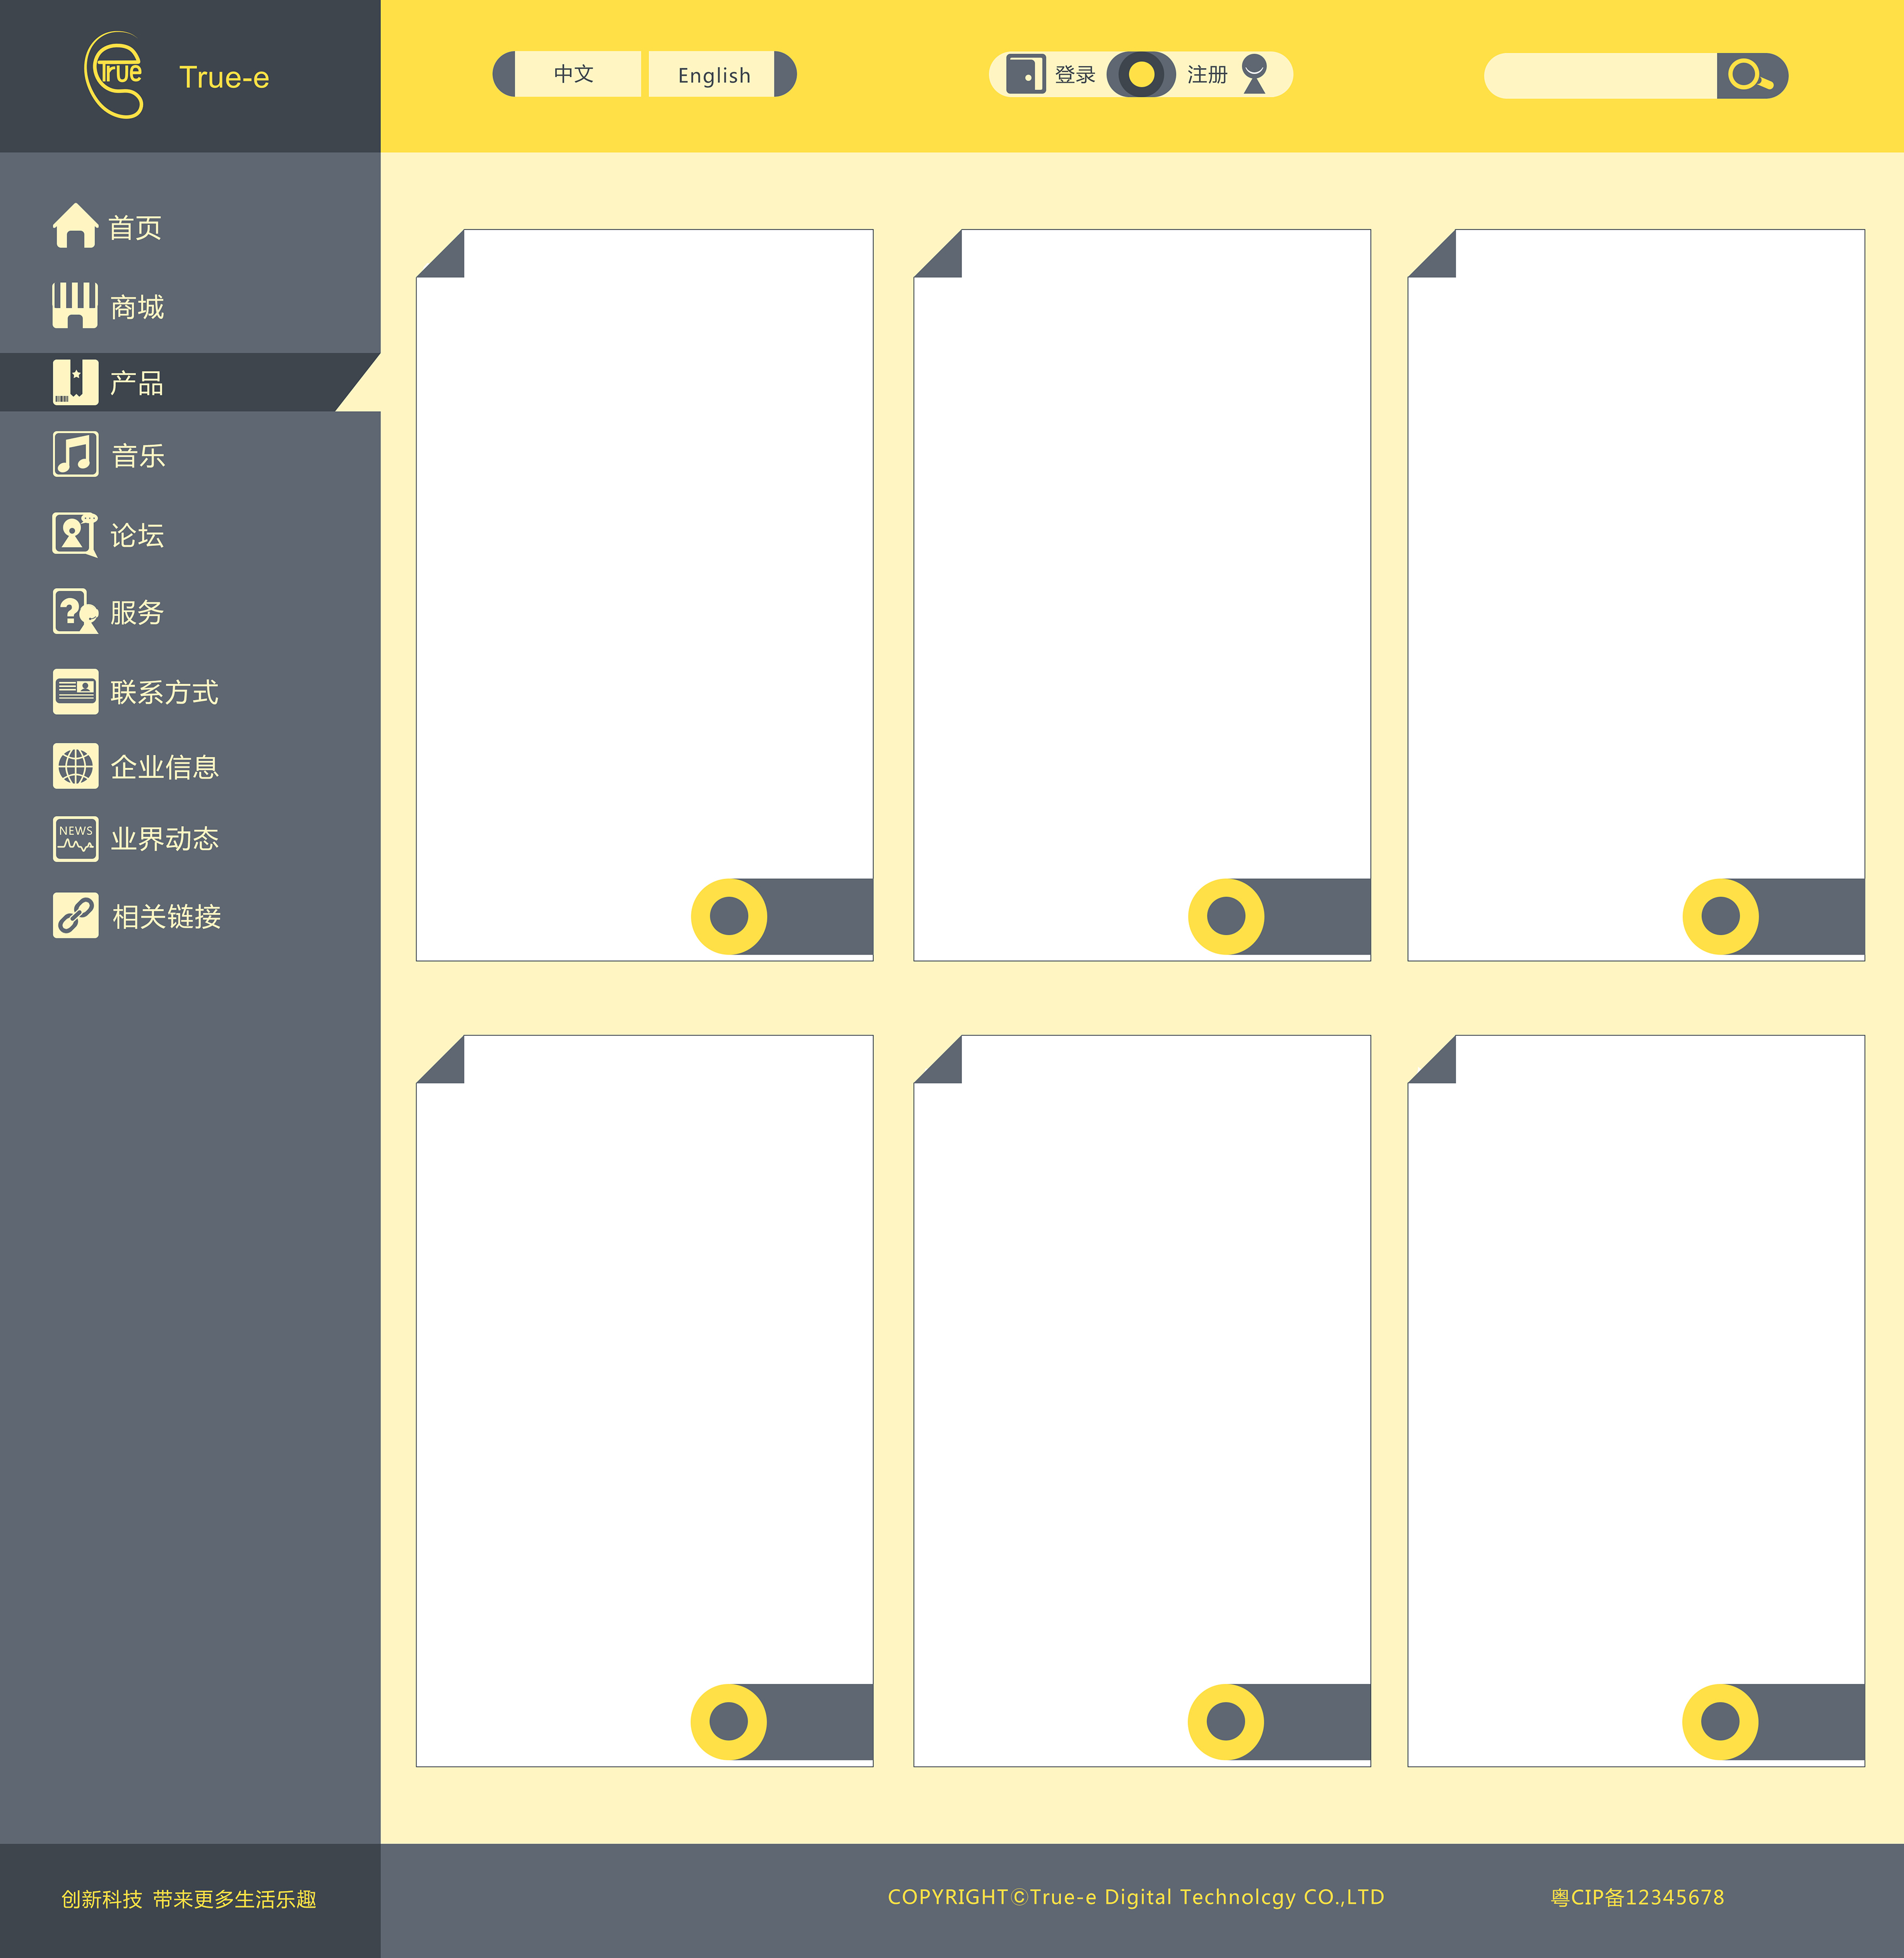 True
True-e
中文
English
登录
注册
首页
商城
产品
音乐
论坛
服务
联系方式
企业信息
NEWS
业界动态
相关链接
创新科技 带来更多生活乐趣
COPYRIGHT©True-e Digital Technolcgy CO.,LTD
粤CIP备12345678